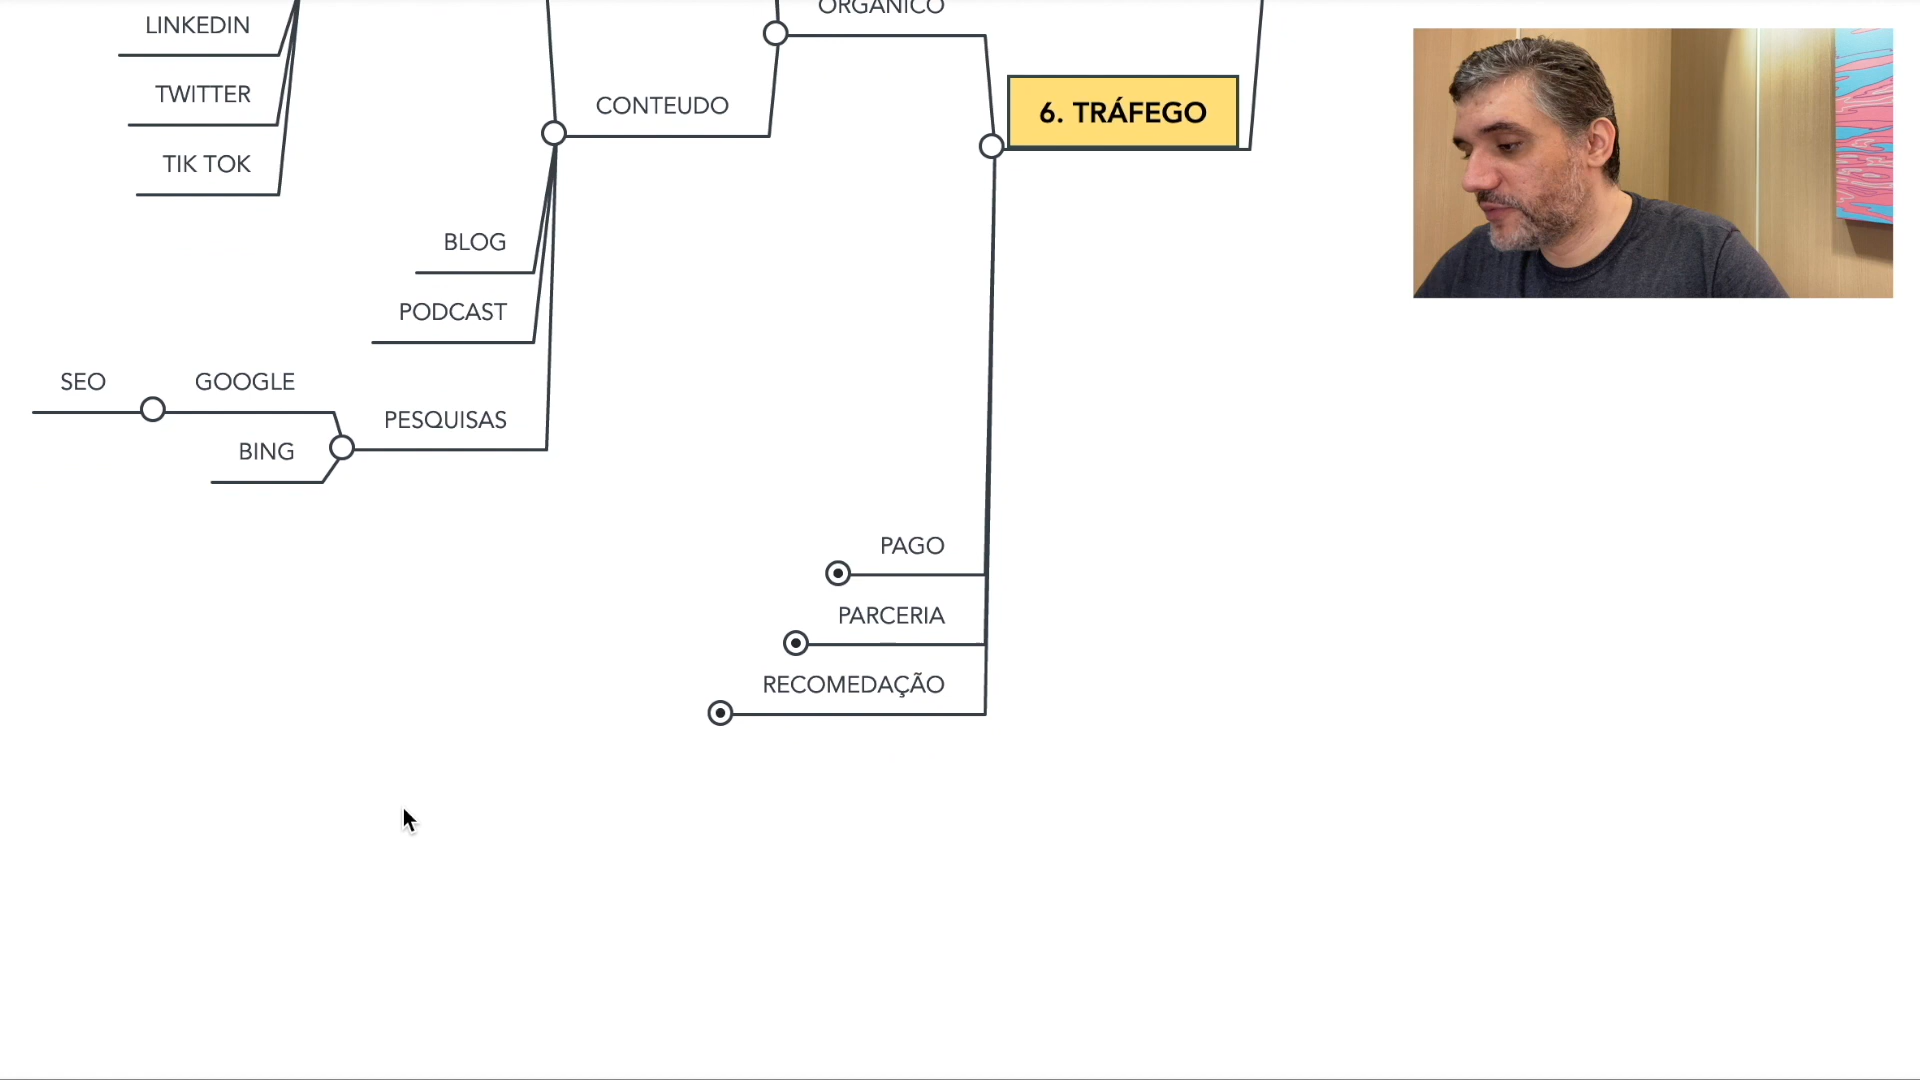 LINKEDIN
TWITTER
TIK TOK
ORGANICO
CONTEUDO
6. TRÁFEGO
BLOG
PODCAST
SEO
GOOGLE
PESQUISAS
BING
PAGO
PARCERIA
RECOMEDAÇÃO